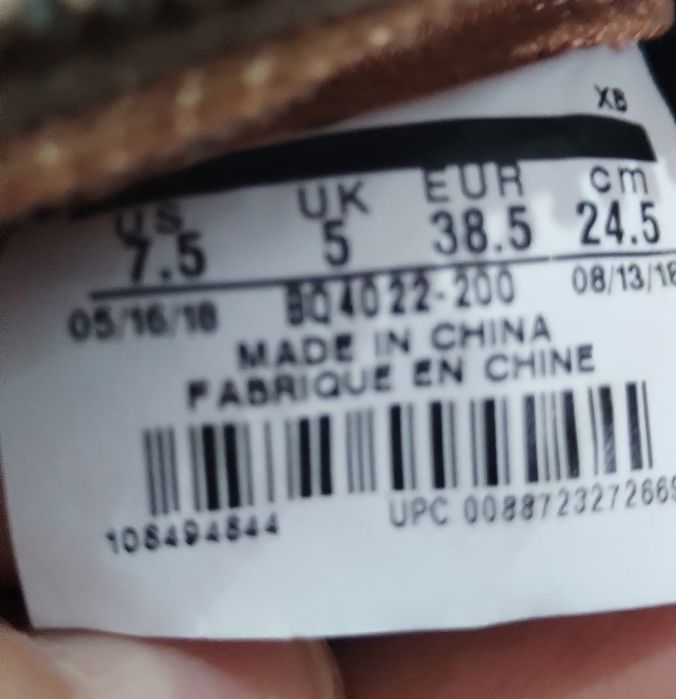 XB
US UK EUR cm
7.5 5 38.5 24.5
05/16/18 BQ4022-200 08/13/18
MADE IN CHINA
FABRIQUE EN CHINE
108494844 UPC 0088723272669